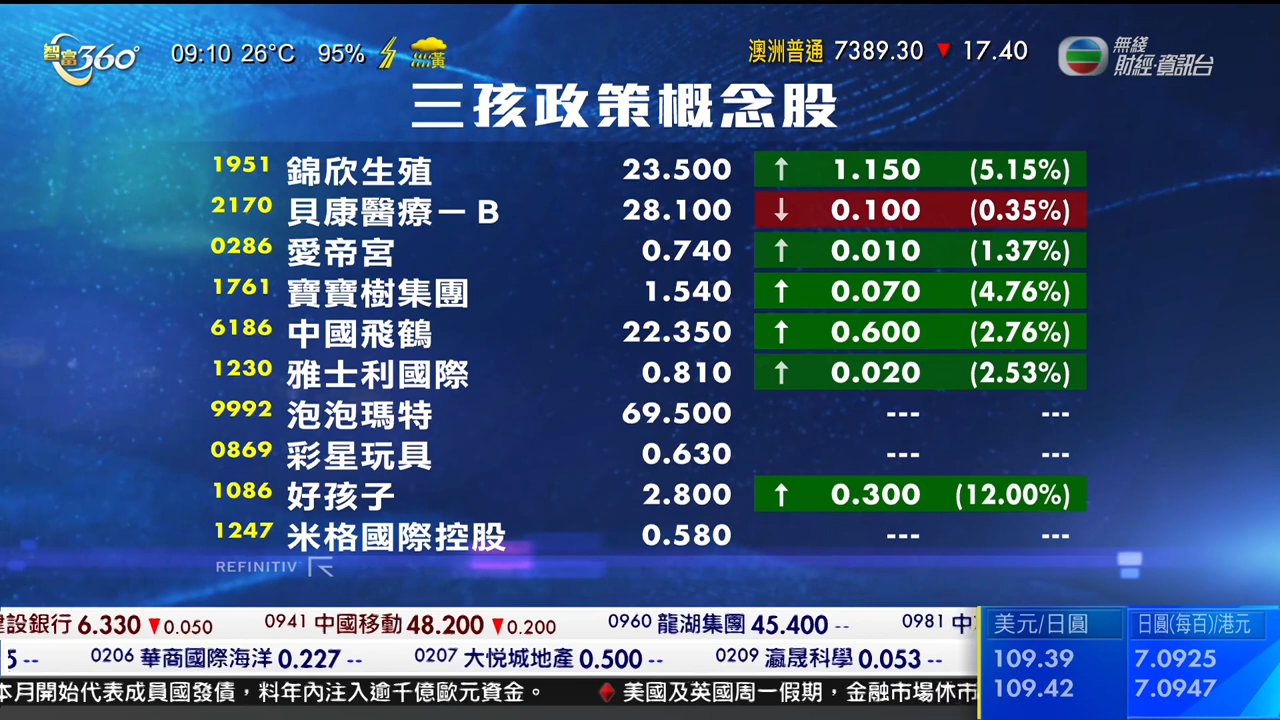 智富360° 09:10 26°C 95% 黃 澳洲普通 7389.30 ▼ 17.40 無綫
財經·資訊台
三孩政策概念股
1951 錦欣生殖 23.500 ↑ 1.150 (5.15%)
2170 貝康醫療－B 28.100 ↓ 0.100 (0.35%)
0286 愛帝宮 0.740 ↑ 0.010 (1.37%)
1761 寶寶樹集團 1.540 ↑ 0.070 (4.76%)
6186 中國飛鶴 22.350 ↑ 0.600 (2.76%)
1230 雅士利國際 0.810 ↑ 0.020 (2.53%)
9992 泡泡瑪特 69.500 --- ---
0869 彩星玩具 0.630 --- ---
1086 好孩子 2.800 ↑ 0.300 (12.00%)
1247 米格國際控股 0.580 --- ---
REFINITIV
建設銀行 6.330 ▼0.050 0941 中國移動 48.200 ▼0.200 0960 龍湖集團 45.400 -- 0981 中
5 -- 0206 華商國際海洋 0.227 -- 0207 大悅城地產 0.500 -- 0209 瀛晟科學 0.053 --
本月開始代表成員國發債，料年內注入逾千億歐元資金。 ♦ 美國及英國周一假期，金融市場休市
美元/日圓 日圓(每百)/港元
109.39 7.0925
109.42 7.0947